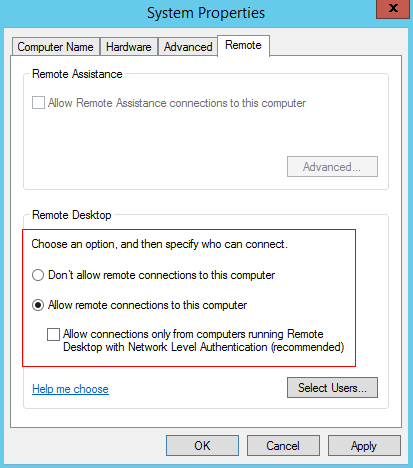 System Properties
x
Computer Name Hardware Advanced Remote
Remote Assistance
Allow Remote Assistance connections to this computer
Advanced...
Remote Desktop
Choose an option, and then specify who can connect.
Don't allow remote connections to this computer
Allow remote connections to this computer
Allow connections only from computers running Remote
Desktop with Network Level Authentication (recommended)
Help me choose Select Users...
OK Cancel Apply